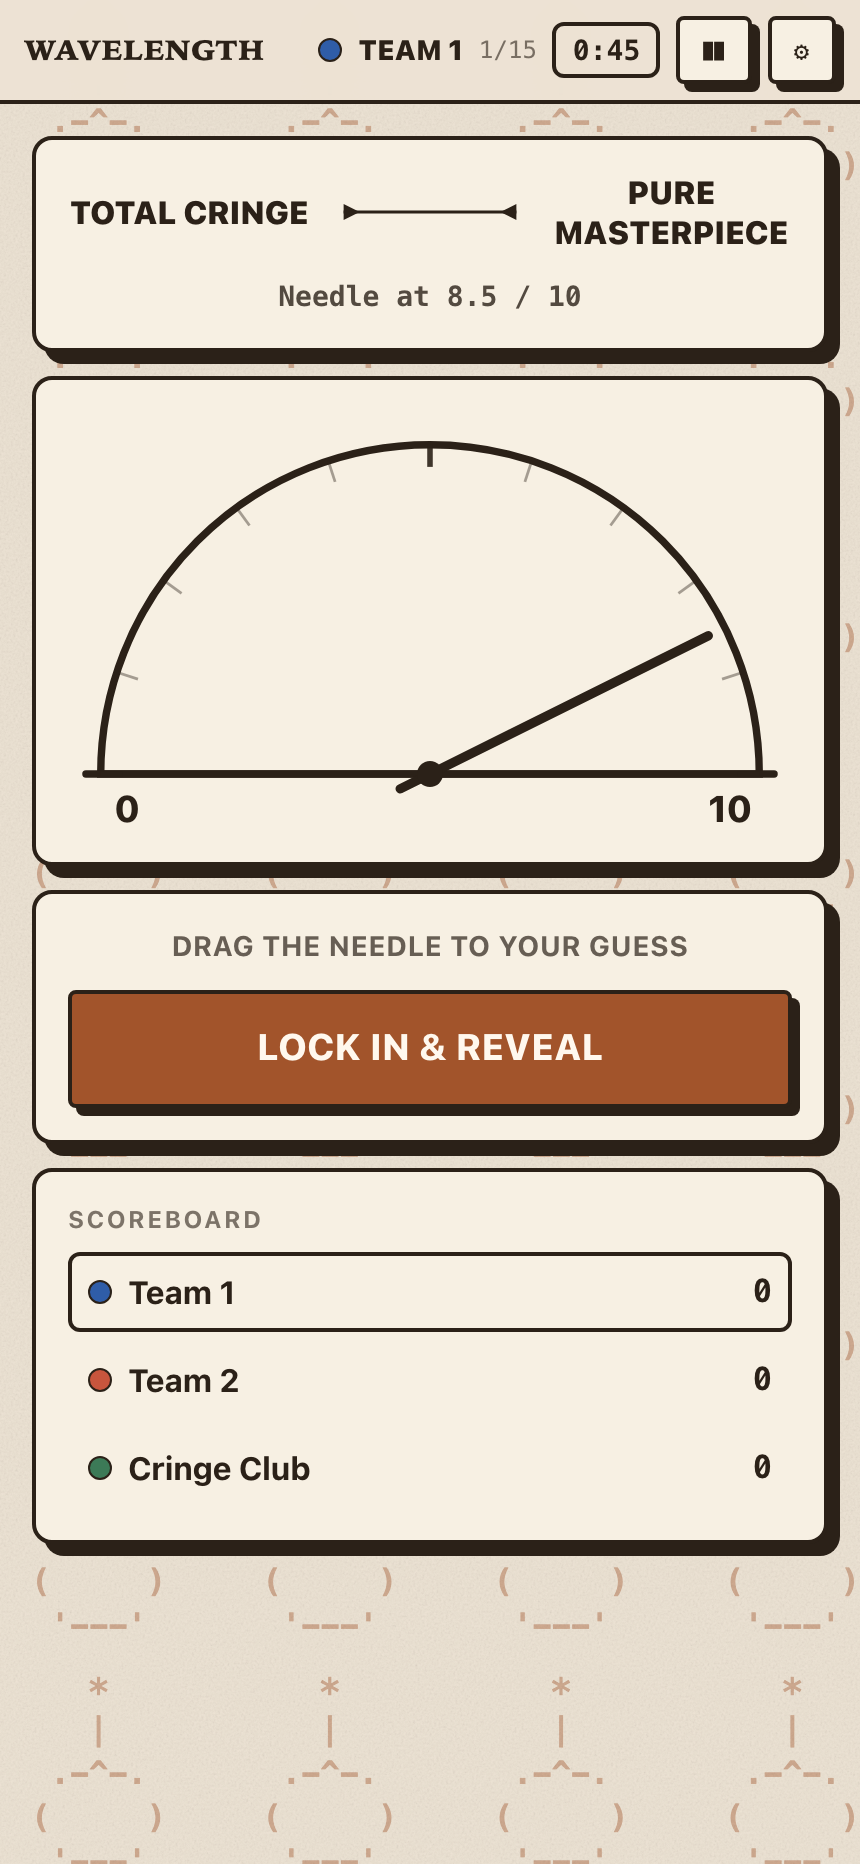 WAVELENGTH
TEAM 1 1/15 0:45
TOTAL CRINGE
PURE
MASTERPIECE
Needle at 8.5 / 10
0 10
DRAG THE NEEDLE TO YOUR GUESS
LOCK IN & REVEAL
SCOREBOARD
Team 1 0
Team 2 0
Cringe Club 0